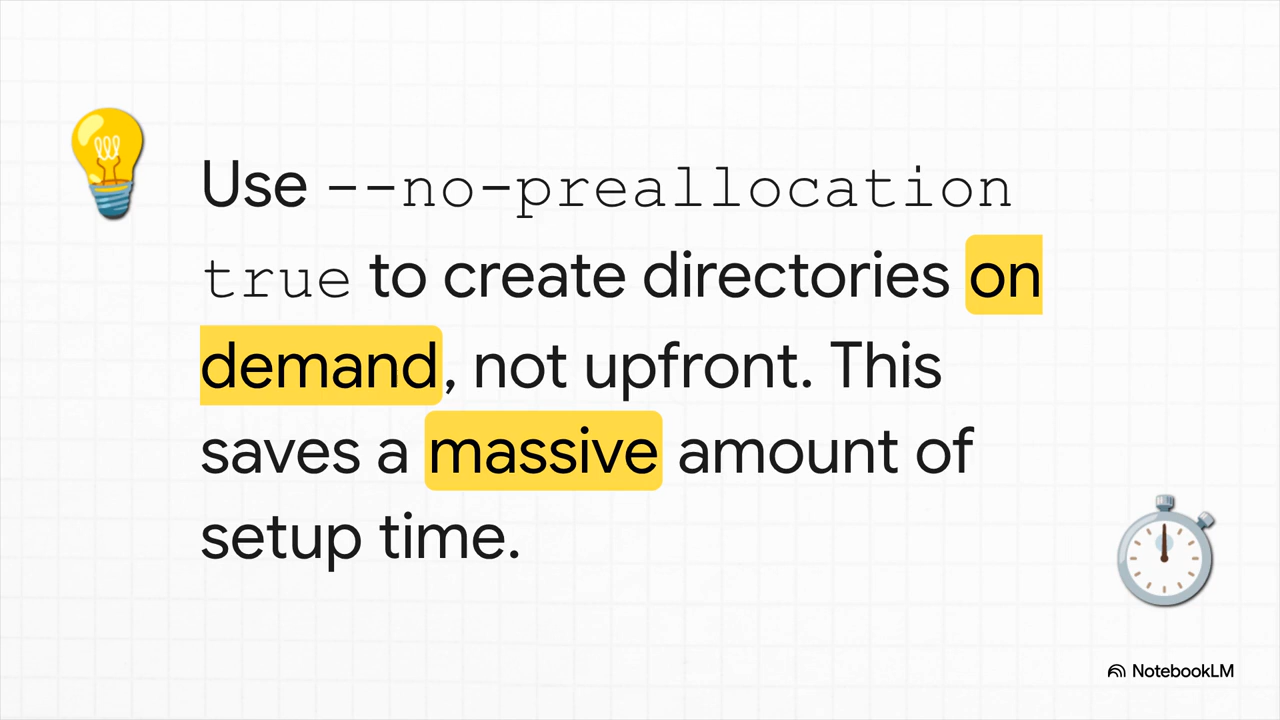 Use --no-preallocation
true to create directories on
demand, not upfront. This
saves a massive amount of
setup time.
NotebookLM